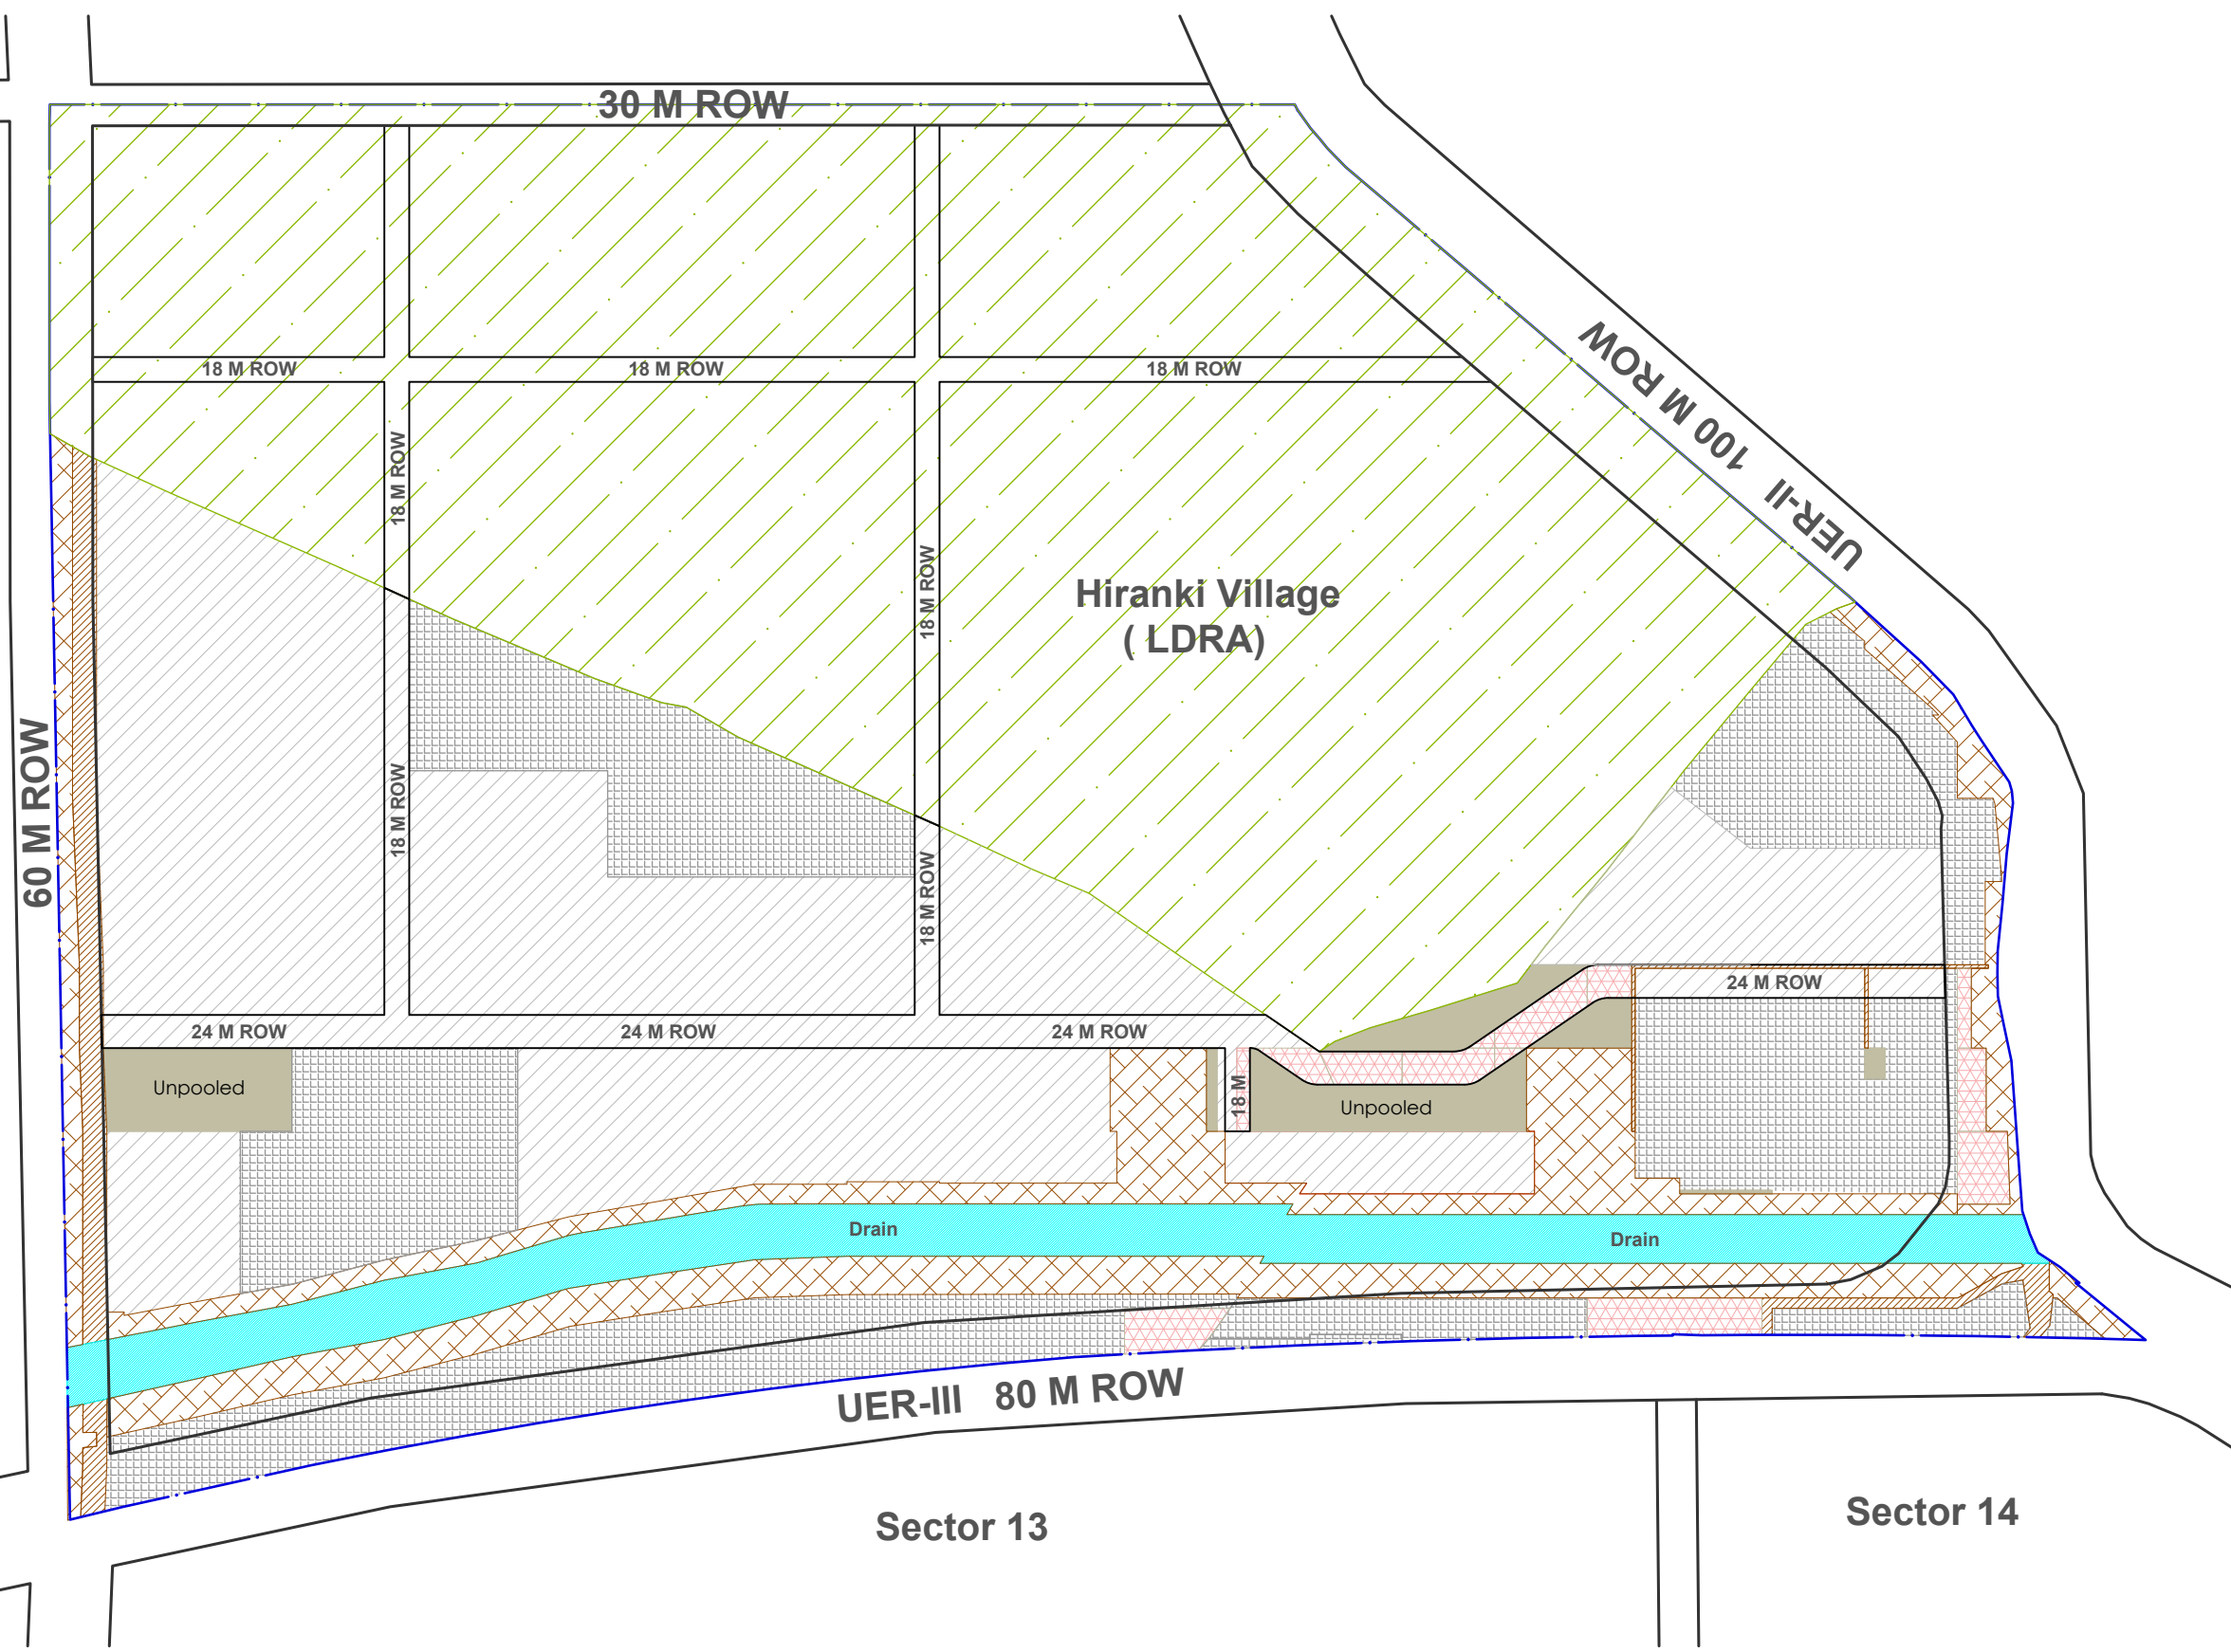 30 M ROW
18 M ROW
18 M ROW
18 M ROW
UER-II 100 M ROW
18 M ROW
18 M ROW
Hiranki Village
( LDRA)
60 M ROW
18 M ROW
18 M ROW
24 M ROW
24 M ROW
24 M ROW
24 M ROW
Unpooled
18 M
Unpooled
Drain
Drain
UER-III 80 M ROW
Sector 13
Sector 14